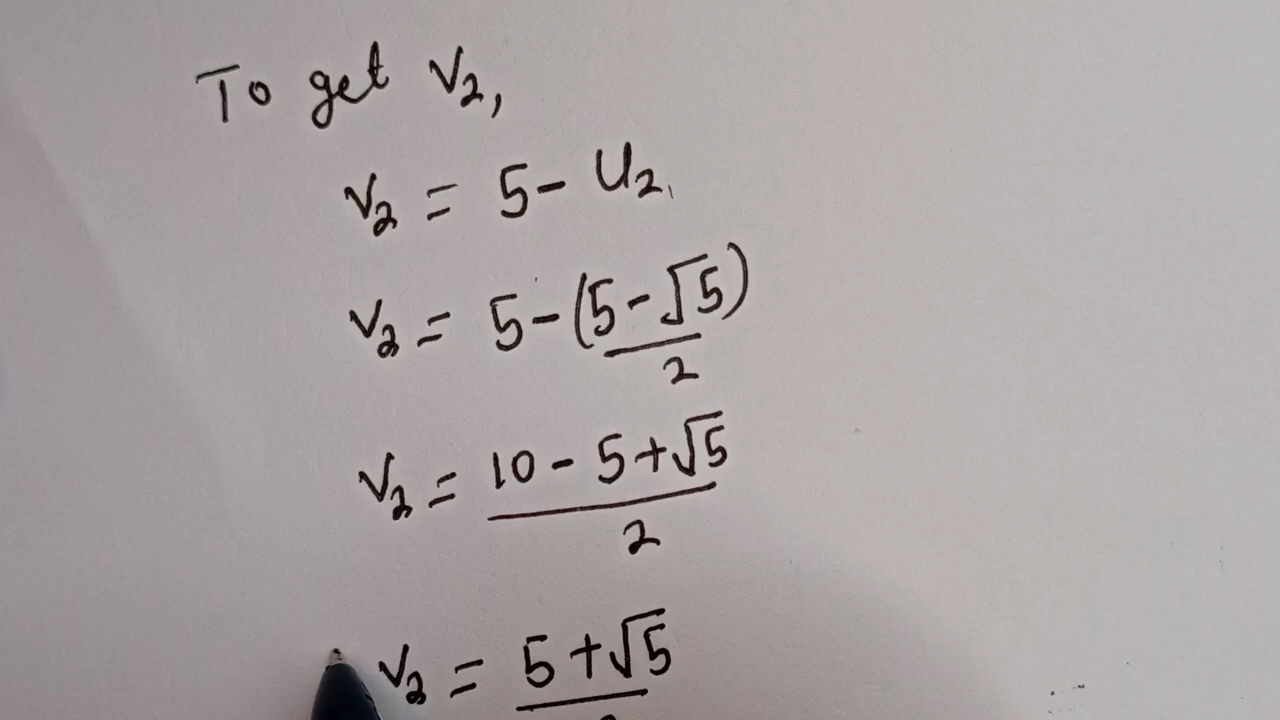 To get V₂,
V₂ = 5 - U₂
V₂ = 5 - (5 - √5)
2
V₂ = 10 - 5 + √5
2
V₂ = 5 + √5